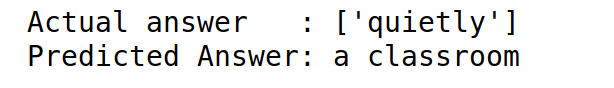 Actual answer   : ['quietly']
Predicted Answer: a classroom